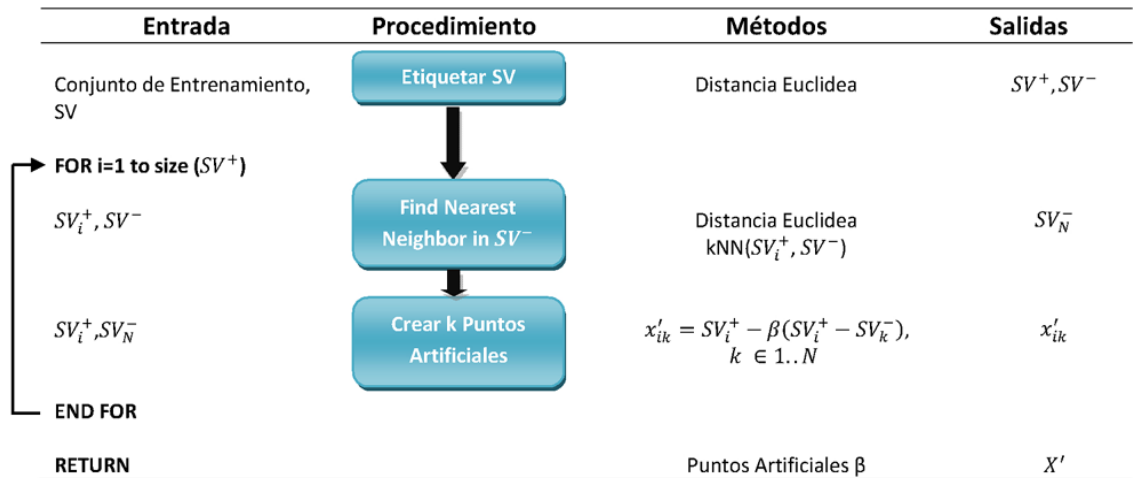 Entrada Procedimiento Métodos Salidas
Conjunto de Entrenamiento,
SV
Etiquetar SV
Distancia Euclidea
SV⁺, SV⁻
FOR i=1 to size (SV⁺)
SVᵢ⁺, SV⁻
Find Nearest
Neighbor in SV⁻
Distancia Euclidea
kNN(SVᵢ⁺, SV⁻)
SV_N⁻
SVᵢ⁺,SV_N⁻
Crear k Puntos
Artificiales
x′ᵢₖ = SVᵢ⁺ − β(SVᵢ⁺ − SVₖ⁻),
k ∈ 1..N
x′ᵢₖ
END FOR
RETURN Puntos Artificiales β X′